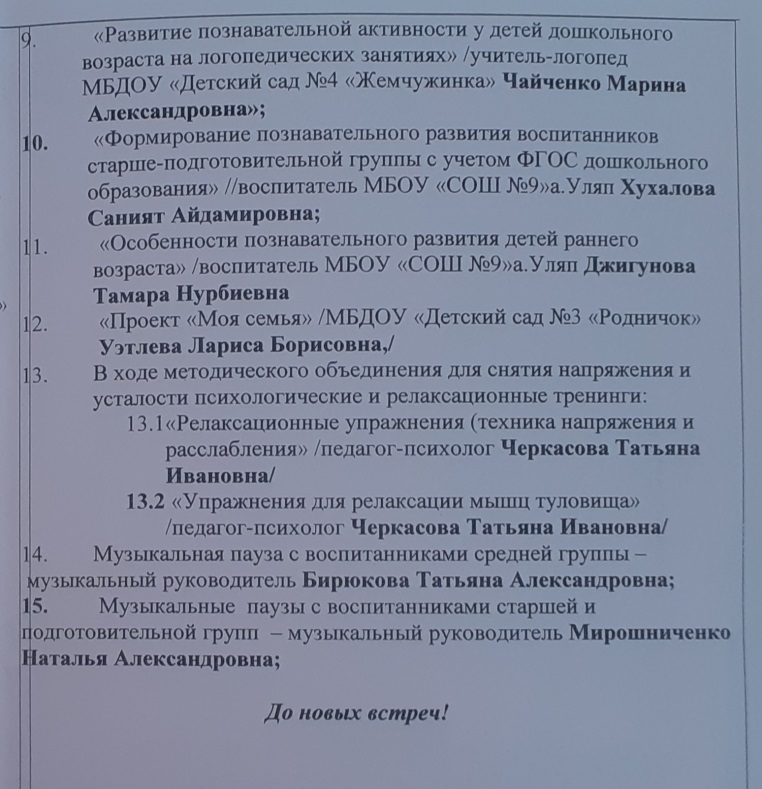 9. «Развитие познавательной активности у детей дошкольного
возраста на логопедических занятиях» /учитель-логопед
МБДОУ «Детский сад №4 «Жемчужинка» Чайченко Марина
Александровна»;
10. «Формирование познавательного развития воспитанников
старше-подготовительной группы с учетом ФГОС дошкольного
образования» //воспитатель МБОУ «СОШ №9»а.Уляп Хухалова
Саният Айдамировна;
11. «Особенности познавательного развития детей раннего
возраста» /воспитатель МБОУ «СОШ №9»а.Уляп Джигунова
Тамара Нурбиевна
»
12. «Проект «Моя семья» /МБДОУ «Детский сад №3 «Родничок»
Уэтлева Лариса Борисовна,/
13. В ходе методического объединения для снятия напряжения и
усталости психологические и релаксационные тренинги:
13.1«Релаксационные упражнения (техника напряжения и
расслабления» /педагог-психолог Черкасова Татьяна
Ивановна/
13.2 «Упражнения для релаксации мышц туловища»
/педагог-психолог Черкасова Татьяна Ивановна/
14. Музыкальная пауза с воспитанниками средней группы –
музыкальный руководитель Бирюкова Татьяна Александровна;
15. Музыкальные паузы с воспитанниками старшей и
подготовительной групп – музыкальный руководитель Мирошниченко
Наталья Александровна;
До новых встреч!